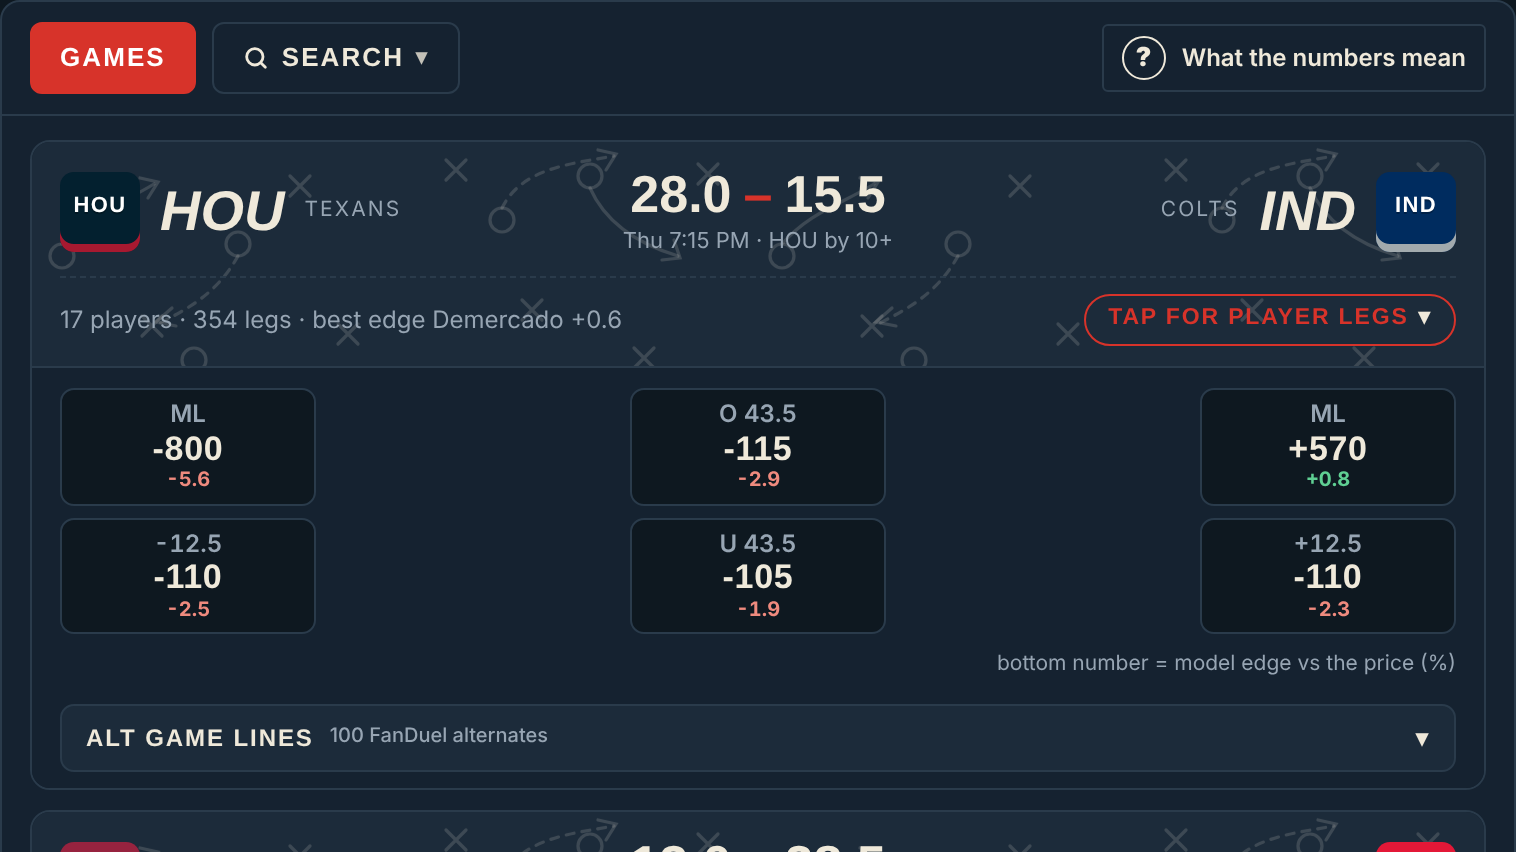 GAMES
SEARCH ▼
? What the numbers mean
HOU HOU TEXANS
28.0 – 15.5
Thu 7:15 PM · HOU by 10+
COLTS IND IND
17 players · 354 legs · best edge Demercado +0.6
TAP FOR PLAYER LEGS ▼
ML
-800
-5.6
O 43.5
-115
-2.9
ML
+570
+0.8
-12.5
-110
-2.5
U 43.5
-105
-1.9
+12.5
-110
-2.3
bottom number = model edge vs the price (%)
ALT GAME LINES 100 FanDuel alternates ▼